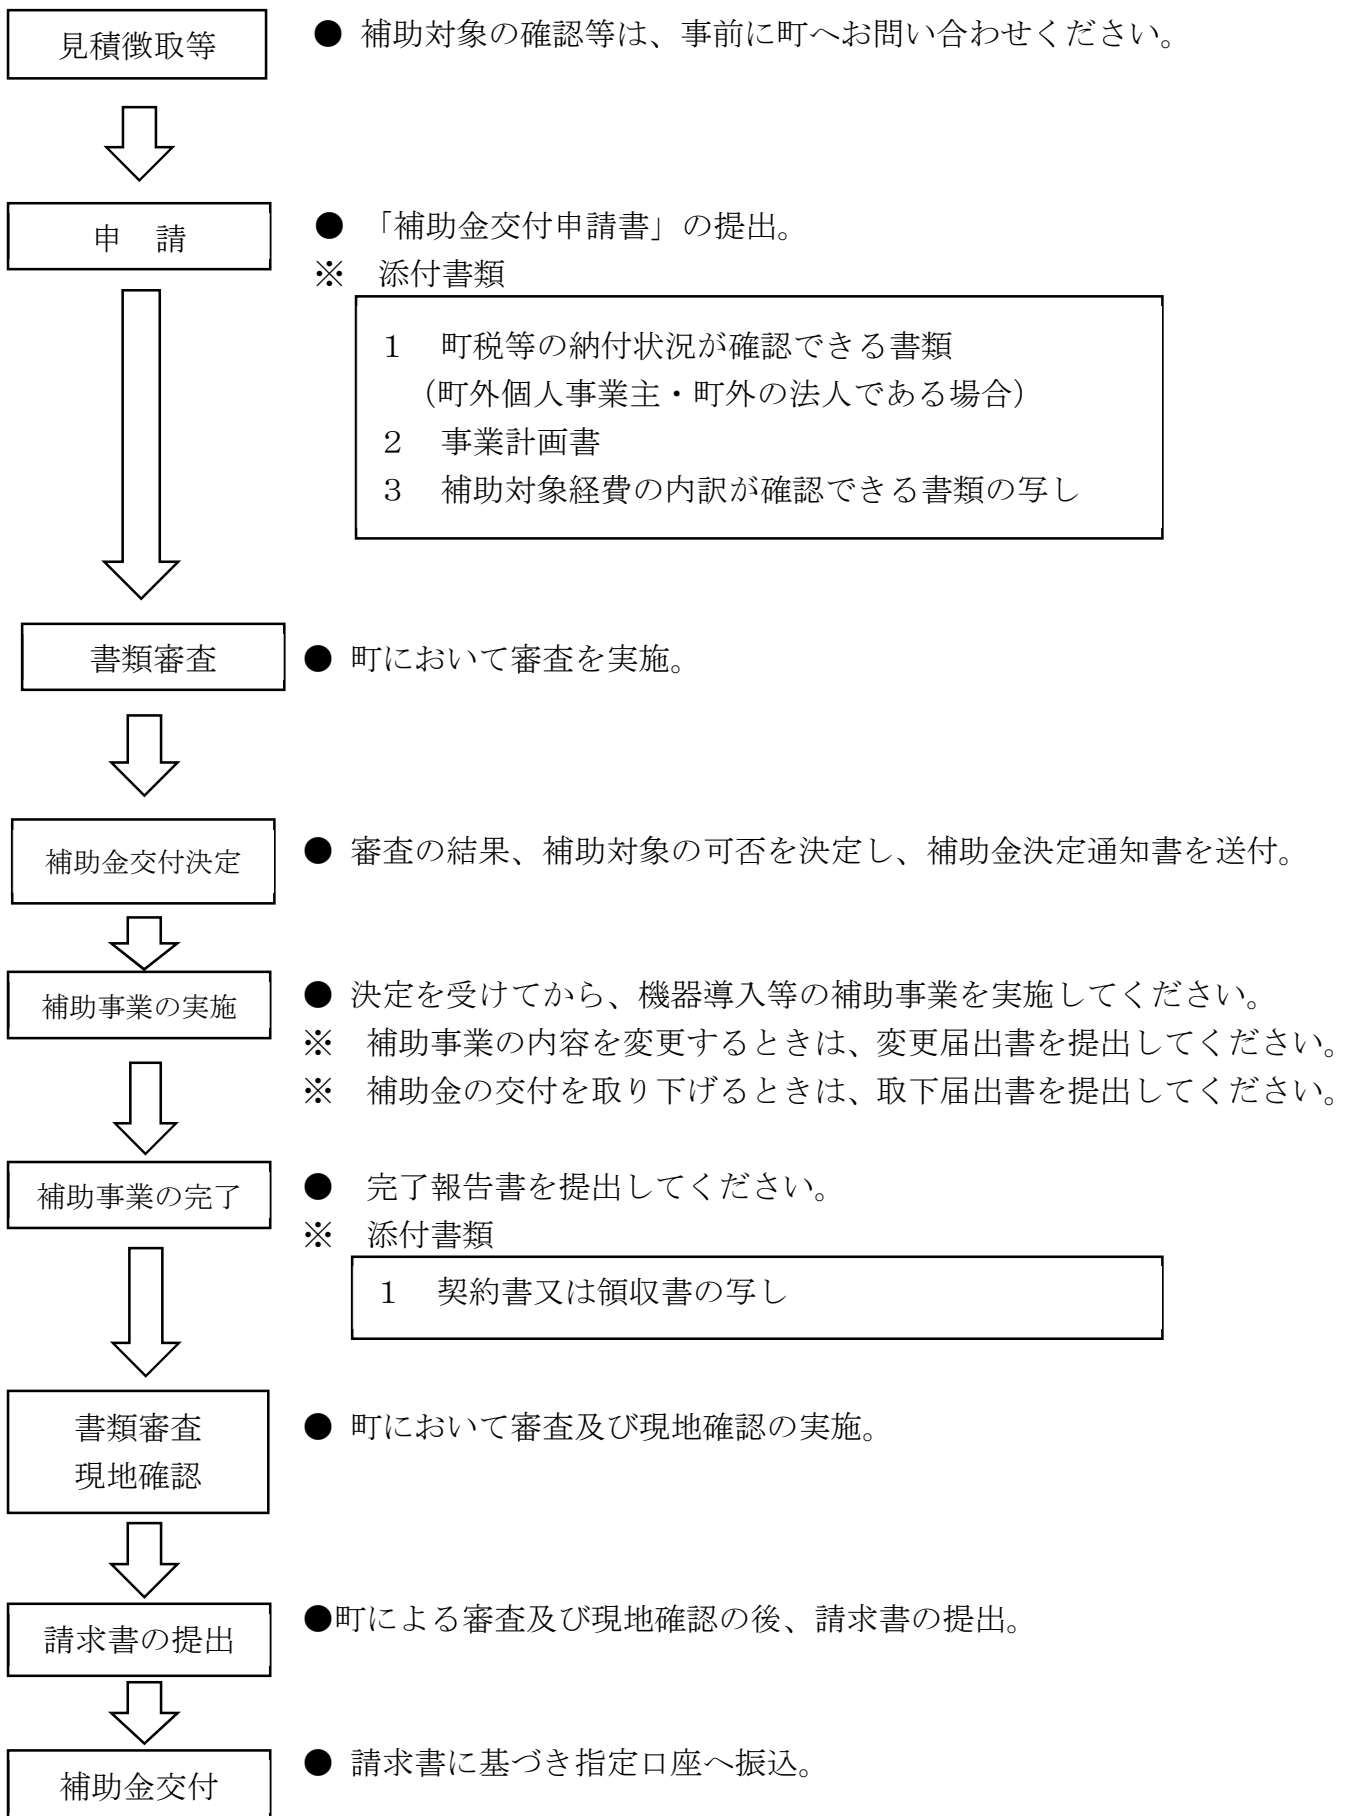 見積徴取等
● 補助対象の確認等は、事前に町へお問い合わせください。
申　請
● 「補助金交付申請書」の提出。
※　添付書類
１　町税等の納付状況が確認できる書類
（町外個人事業主・町外の法人である場合）
２　事業計画書
３　補助対象経費の内訳が確認できる書類の写し
書類審査
● 町において審査を実施。
補助金交付決定
● 審査の結果、補助対象の可否を決定し、補助金決定通知書を送付。
補助事業の実施
● 決定を受けてから、機器導入等の補助事業を実施してください。
※　補助事業の内容を変更するときは、変更届出書を提出してください。
※　補助金の交付を取り下げるときは、取下届出書を提出してください。
補助事業の完了
●　完了報告書を提出してください。
※　添付書類
１　契約書又は領収書の写し
書類審査
現地確認
● 町において審査及び現地確認の実施。
請求書の提出
●町による審査及び現地確認の後、請求書の提出。
補助金交付
● 請求書に基づき指定口座へ振込。